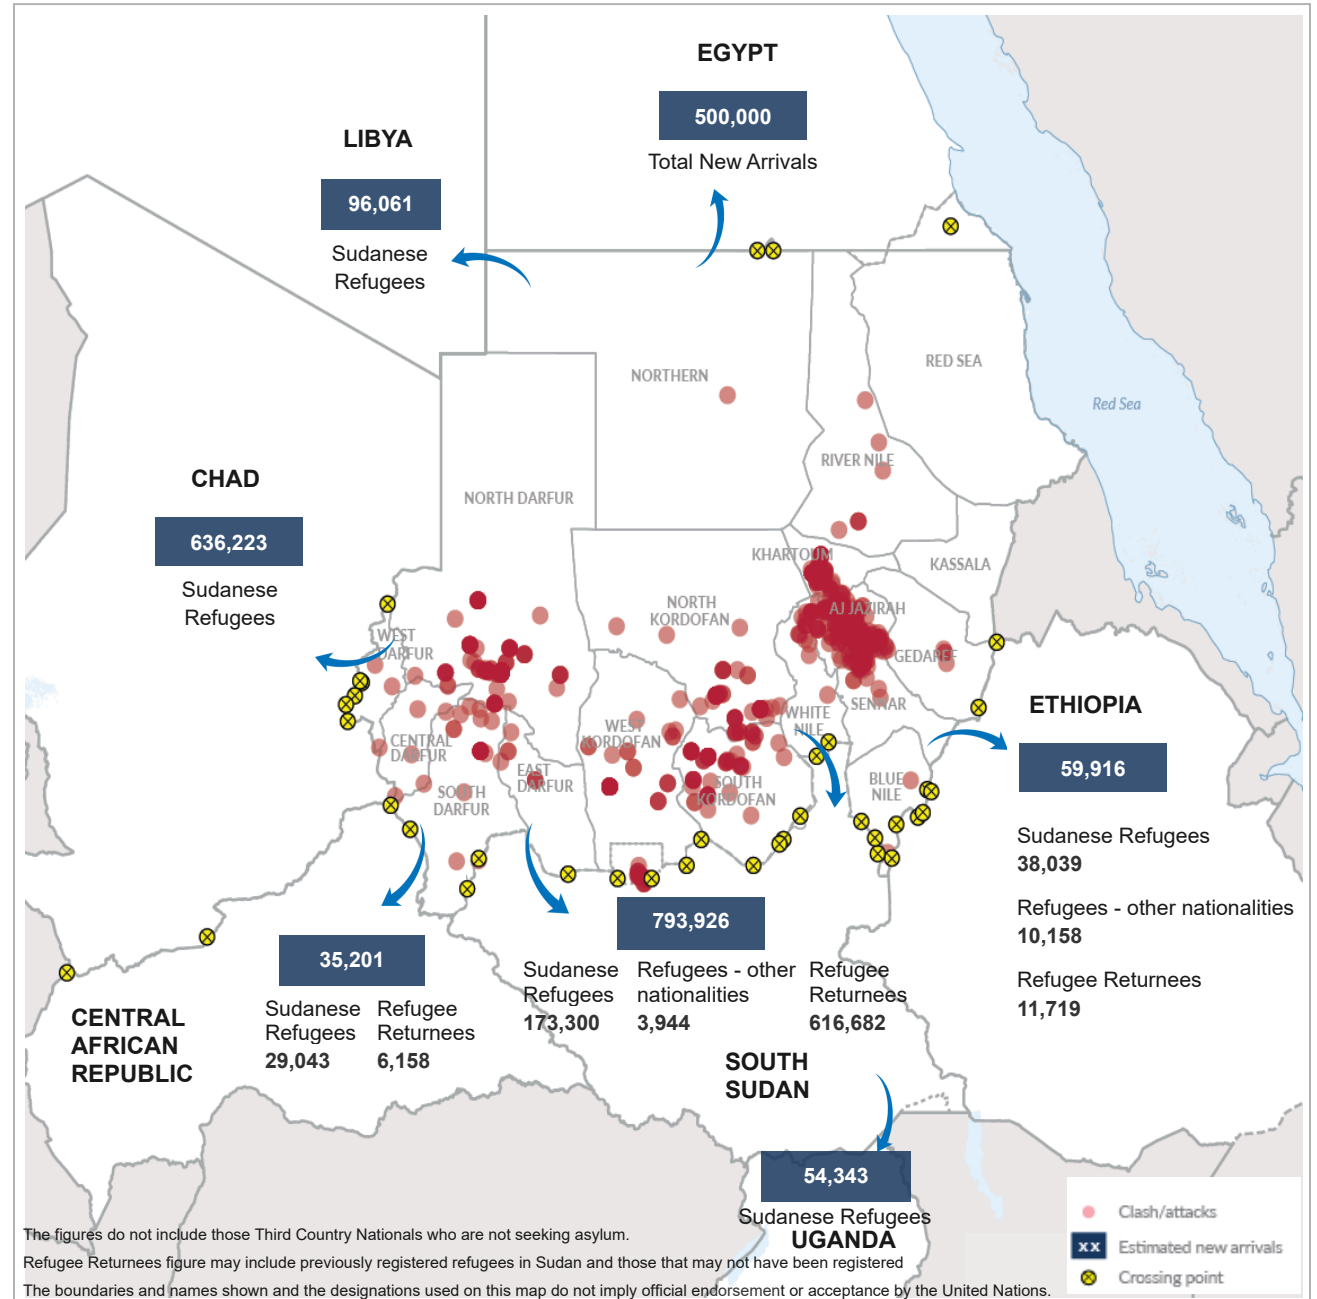 EGYPT
500,000
Total New Arrivals
LIBYA
96,061
Sudanese
Refugees
RED SEA
NORTHERN
Red Sea
RIVER NILE
CHAD
636,223
Sudanese
Refugees
NORTH DARFUR
KHARTOUM
KASSALA
NORTH
KORDOFAN
AJ JAZIRAH
WEST
DARFUR
GEDAREF
SENNAR
WHITE
NILE
WEST
KORDOFAN
CENTRAL
DARFUR
EAST
DARFUR
SOUTH
DARFUR
SOUTH
KORDOFAN
BLUE
NILE
ETHIOPIA
59,916
Sudanese Refugees
38,039
Refugees - other nationalities
10,158
Refugee Returnees
11,719
793,926
Sudanese
Refugees
173,300
Refugees - other
nationalities
3,944
Refugee
Returnees
616,682
35,201
Sudanese
Refugees
29,043
Refugee
Returnees
6,158
CENTRAL
AFRICAN
REPUBLIC
SOUTH
SUDAN
54,343
Sudanese Refugees
UGANDA
Clash/attacks
xx Estimated new arrivals
Crossing point
The figures do not include those Third Country Nationals who are not seeking asylum.
Refugee Returnees figure may include previously registered refugees in Sudan and those that may not have been registered
The boundaries and names shown and the designations used on this map do not imply official endorsement or acceptance by the United Nations.